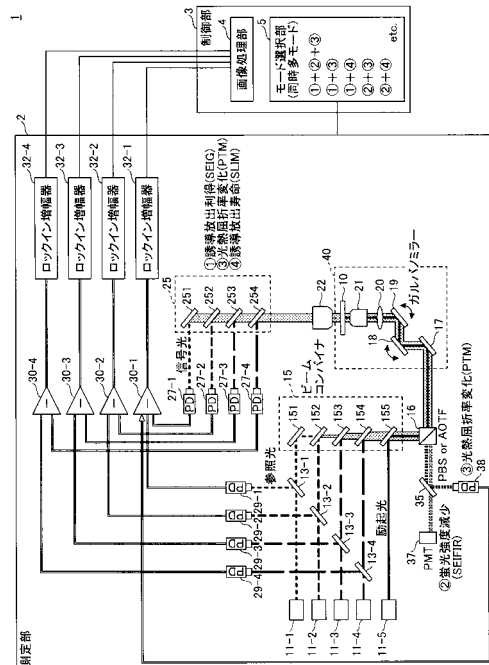 1
3
制御部
4
画像処理部
5
モード選択部
(同時多モード)
①+②+③
①+③
①+④
②+③
②+④
etc.
2
測定部
32-4
ロックイン増幅器
32-3
ロックイン増幅器
32-2
ロックイン増幅器
32-1
ロックイン増幅器
30-4
30-3
30-2
30-1
①誘導放出利得(SEIG)
③光熱屈折率変化(PTM)
④誘導放出寿命(SLIM)
25
251
252
253
254
信号光
27-1
PD
27-2
PD
27-3
PD
27-4
PD
22
40
10
21
20
19
ガルバノミラー
18
17
15
ビーム
コンバイナ
151
152
153
154
155
16
PBS or AOTF
29-1
PD
29-2
PD
29-3
PD
29-4
PD
参照光
13-1
13-2
13-3
13-4
励起光
11-1
11-2
11-3
11-4
11-5
35
37
PMT
②蛍光強度減少
(SEIFIR)
③光熱屈折率変化(PTM)
38
PD